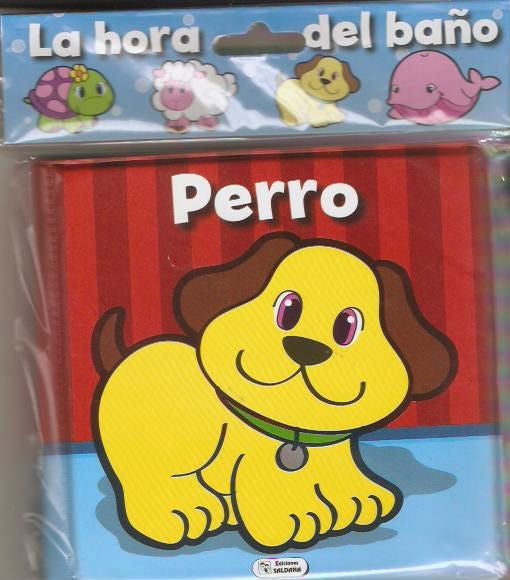 La hora del baño
Perro
Ediciones
SALDAÑA